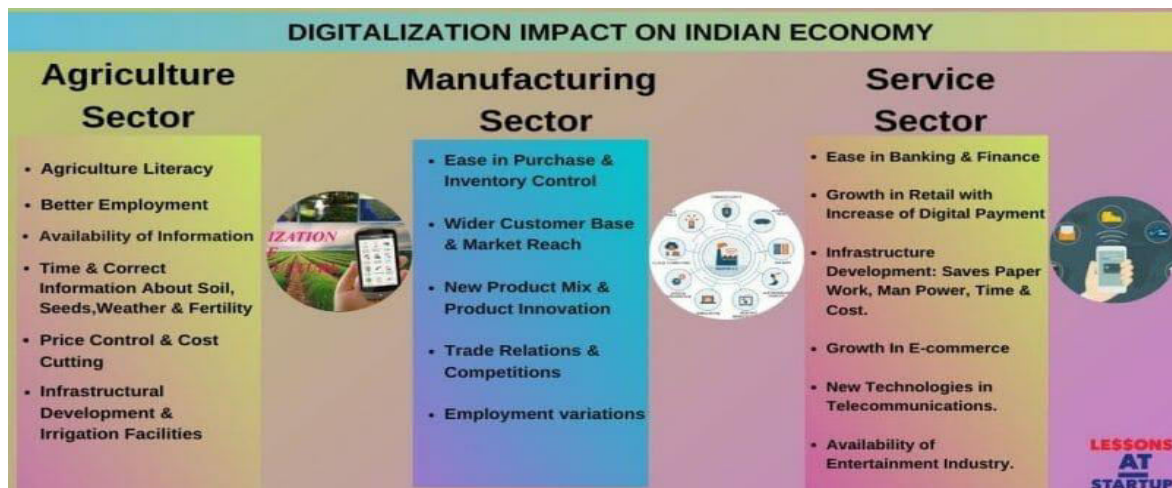 DIGITALIZATION IMPACT ON INDIAN ECONOMY
Agriculture
Sector
• Agriculture Literacy
• Better Employment
• Availability of Information
• Time & Correct
Information About Soil,
Seeds,Weather & Fertility
• Price Control & Cost
Cutting
• Infrastructural
Development &
Irrigation Facilities
IZATION
Manufacturing
Sector
• Ease in Purchase &
Inventory Control
• Wider Customer Base
& Market Reach
• New Product Mix &
Product Innovation
• Trade Relations &
Competitions
• Employment variations
Service
Sector
• Ease in Banking & Finance
• Growth in Retail with
Increase of Digital Payment
• Infrastructure
Development: Saves Paper
Work, Man Power, Time &
Cost.
• Growth In E-commerce
• New Technologies in
Telecommunications.
• Availability of
Entertainment Industry.
LESSONS
AT
STARTUP